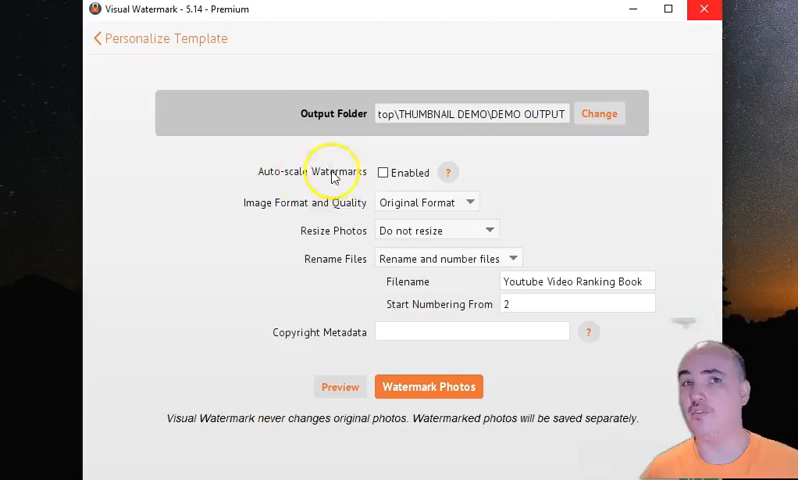 Visual Watermark - 5.14 - Premium
Personalize Template
Output Folder top\THUMBNAIL DEMO\DEMO OUTPUT Change
Auto-scale Watermarks Enabled ?
Image Format and Quality Original Format
Resize Photos Do not resize
Rename Files Rename and number files
Filename Youtube Video Ranking Book
Start Numbering From 2
Copyright Metadata ?
Preview Watermark Photos
Visual Watermark never changes original photos. Watermarked photos will be saved separately.